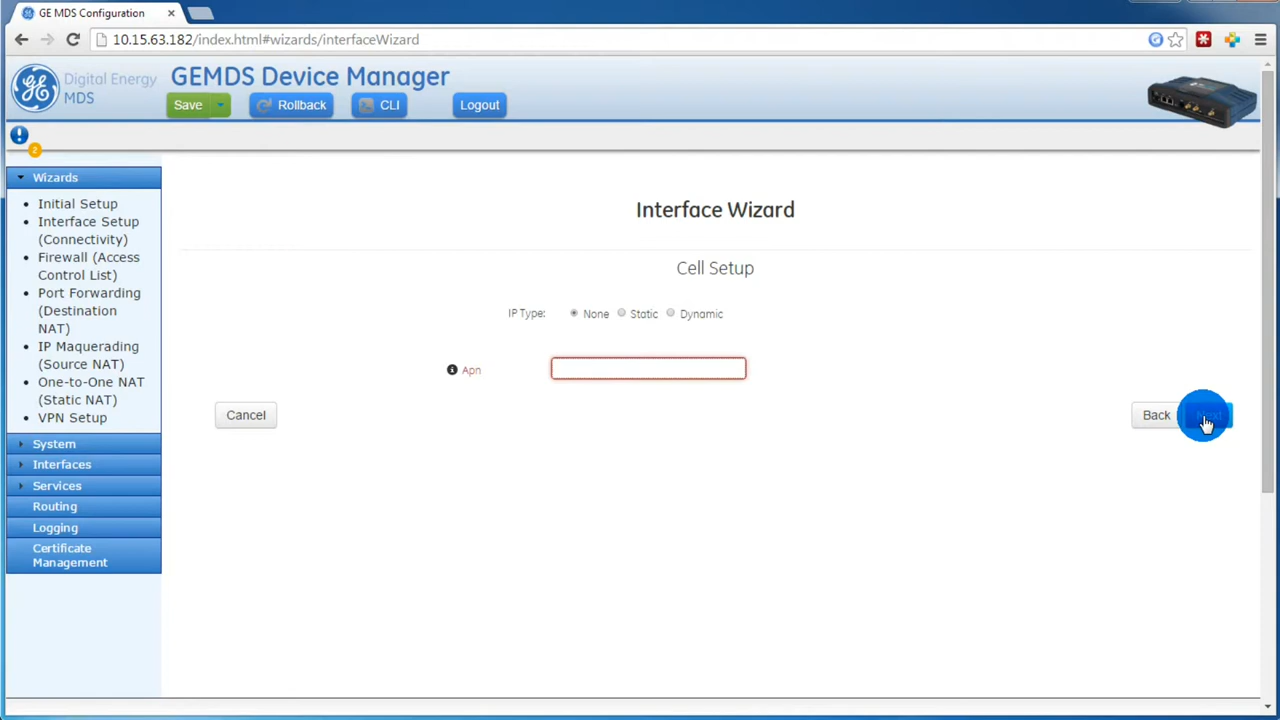 GE MDS Configuration
10.15.63.182/index.html#wizards/interfaceWizard
Digital Energy
MDS
GEMDS Device Manager
Save
Rollback
CLI
Logout
2
Wizards
Initial Setup
Interface Setup
(Connectivity)
Firewall (Access
Control List)
Port Forwarding
(Destination
NAT)
IP Maquerading
(Source NAT)
One-to-One NAT
(Static NAT)
VPN Setup
System
Interfaces
Services
Routing
Logging
Certificate
Management
Interface Wizard
Cell Setup
IP Type: None Static Dynamic
Apn
Cancel
Back
Next